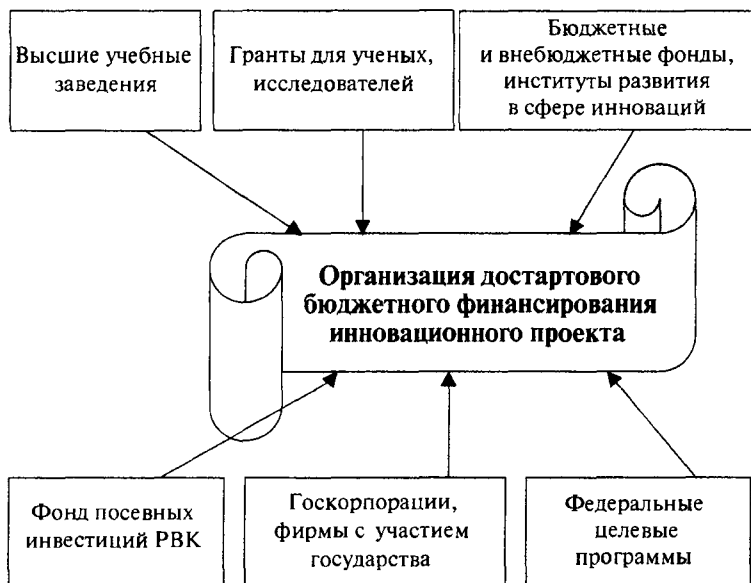 Высшие учебные
заведения
Гранты для ученых,
исследователей
Бюджетные
и внебюджетные фонды,
институты развития
в сфере инноваций
Организация достартового
бюджетного финансирования
инновационного проекта
Фонд посевных
инвестиций РВК
Госкорпорации,
фирмы с участием
государства
Федеральные
целевые
программы